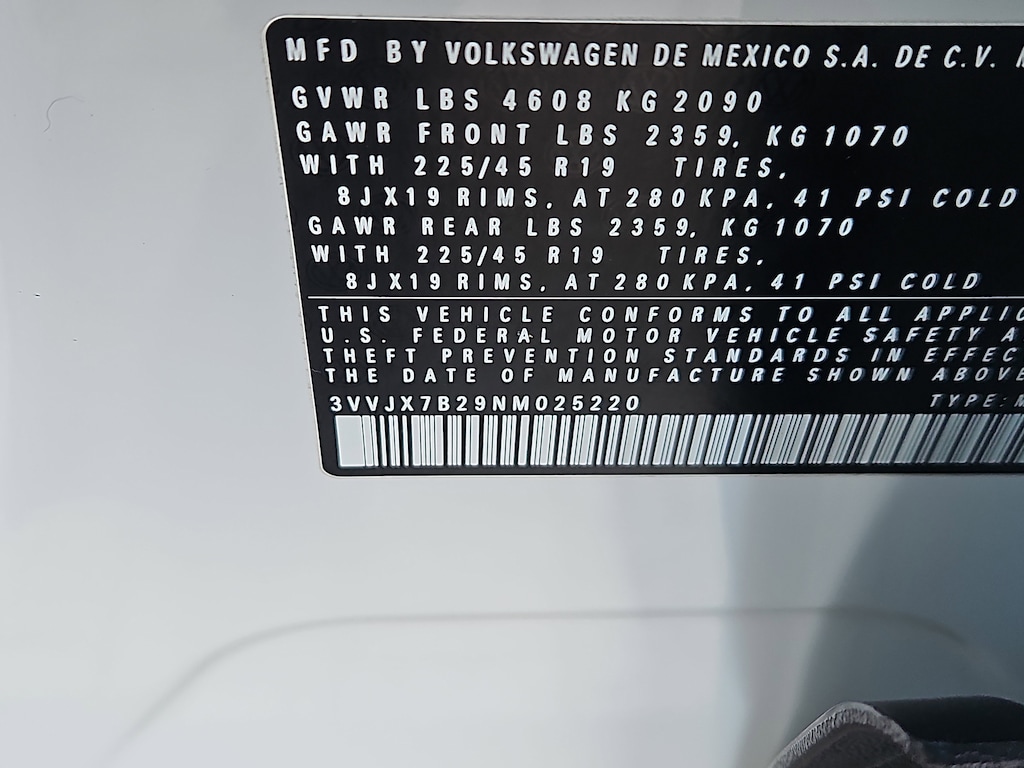 MFD BY VOLKSWAGEN DE MEXICO S.A. DE C.V.
GVWR LBS 4608 KG 2090
GAWR FRONT LBS 2359, KG 1070
WITH 225/45 R19 TIRES,
8JX19 RIMS, AT 280 KPA, 41 PSI COLD
GAWR REAR LBS 2359, KG 1070
WITH 225/45 R19 TIRES,
8JX19 RIMS, AT 280 KPA, 41 PSI COLD
THIS VEHICLE CONFORMS TO ALL
U.S. FEDERAL MOTOR VEHICLE SAFETY
THEFT PREVENTION STANDARDS IN
THE DATE OF MANUFACTURE SHOWN ABOVE
3VVJX7B29NM025220 TYPE: